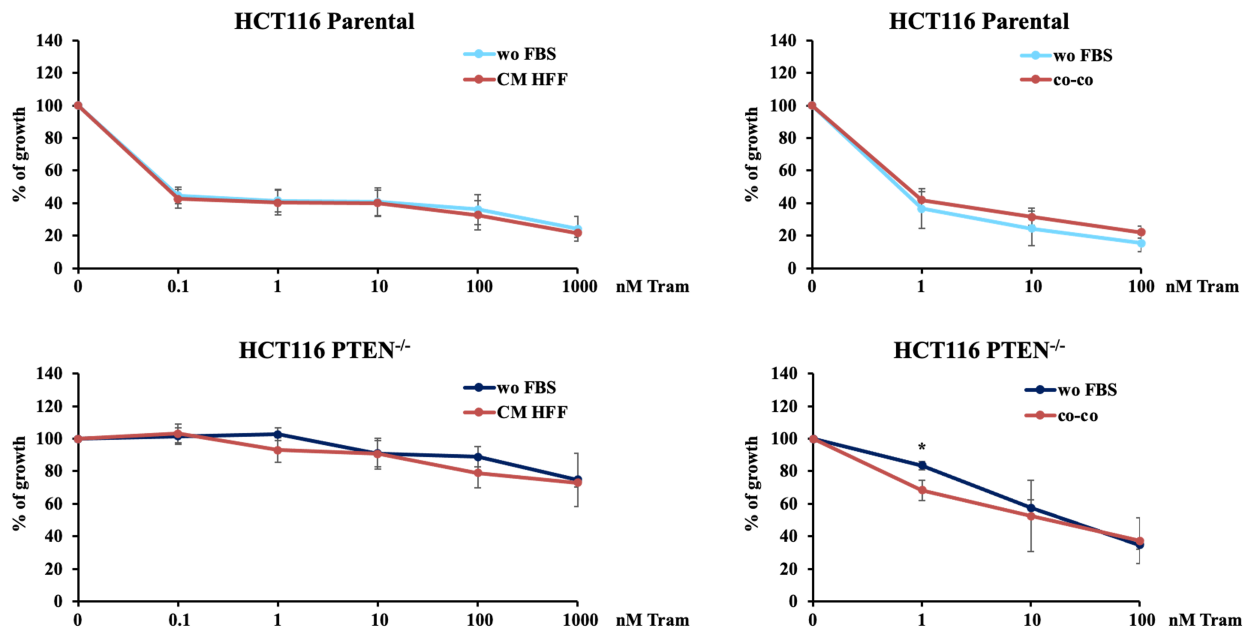 HCT116 Parental
wo FBS
CM HFF
% of growth
140
120
100
80
60
40
20
0
0 0.1 1 10 100 1000 nM Tram
HCT116 Parental
wo FBS
co-co
% of growth
140
120
100
80
60
40
20
0
0 1 10 100 nM Tram
HCT116 PTEN-/-
wo FBS
CM HFF
% of growth
140
120
100
80
60
40
20
0
0 0.1 1 10 100 1000 nM Tram
HCT116 PTEN-/-
wo FBS
co-co
*
% of growth
140
120
100
80
60
40
20
0
0 1 10 100 nM Tram